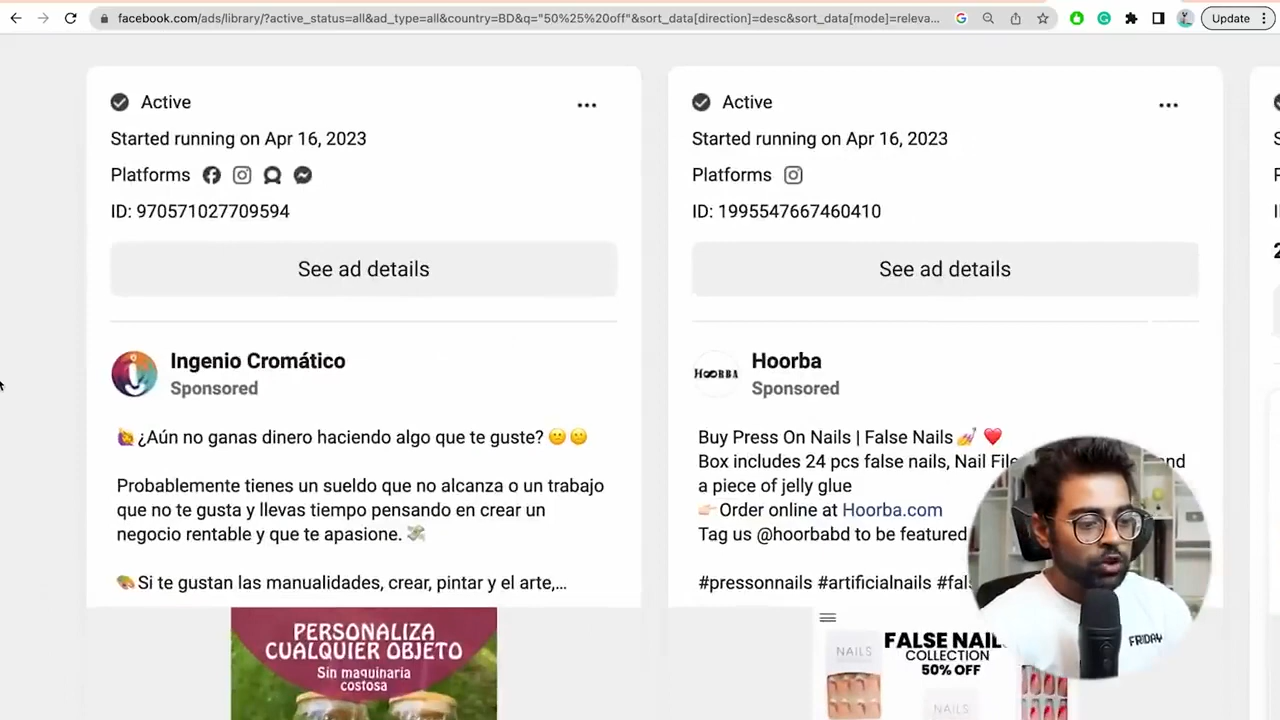 facebook.com/ads/library/?active_status=all&ad_type=all&country=BD&q="50%25%20off"&sort_data[direction]=desc&sort_data[mode]=releva...
Update
Active
Started running on Apr 16, 2023
Platforms
ID: 970571027709594
See ad details
Ingenio Cromático
Sponsored
🙋‍♀️¿Aún no ganas dinero haciendo algo que te guste? 😕😕
Probablemente tienes un sueldo que no alcanza o un trabajo
que no te gusta y llevas tiempo pensando en crear un
negocio rentable y que te apasione. 💸
🎨Si te gustan las manualidades, crear, pintar y el arte,...
PERSONALIZA
CUALQUIER OBJETO
Sin maquinaria
costosa
Active
Started running on Apr 16, 2023
Platforms
ID: 1995547667460410
See ad details
HOORBA
Hoorba
Sponsored
Buy Press On Nails | False Nails 💅 ❤️
Box includes 24 pcs false nails, Nail File and
a piece of jelly glue
👉🏻Order online at Hoorba.com
Tag us @hoorbabd to be featured
#pressonnails #artificialnails
NAILS
FALSE
COLLECTION
50% OFF
NAILS
FRIDAY